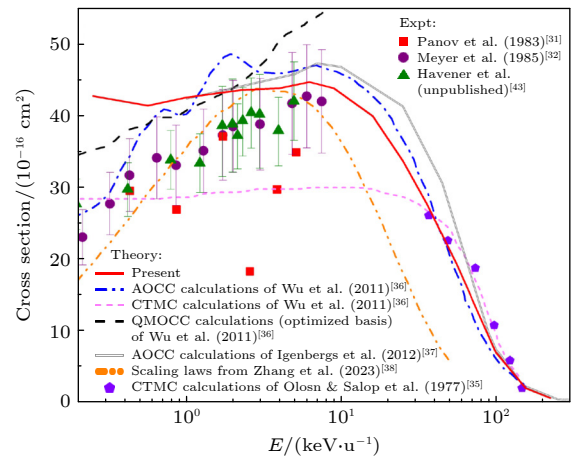 Cross section/(10⁻¹⁶ cm²)
50
40
30
20
10
0
Expt:
Panov et al. (1983)[31]
Meyer et al. (1985)[32]
Havener et al.
(unpublished)[43]
Theory:
Present
AOCC calculations of Wu et al. (2011)[36]
CTMC calculations of Wu et al. (2011)[36]
QMOCC calculations (optimized basis)
of Wu et al. (2011)[36]
AOCC calculations of Igenbergs et al. (2012)[37]
Scaling laws from Zhang et al. (2023)[38]
CTMC calculations of Olosn & Salop et al. (1977)[35]
10⁰ 10¹ 10²
E/(keV·u⁻¹)